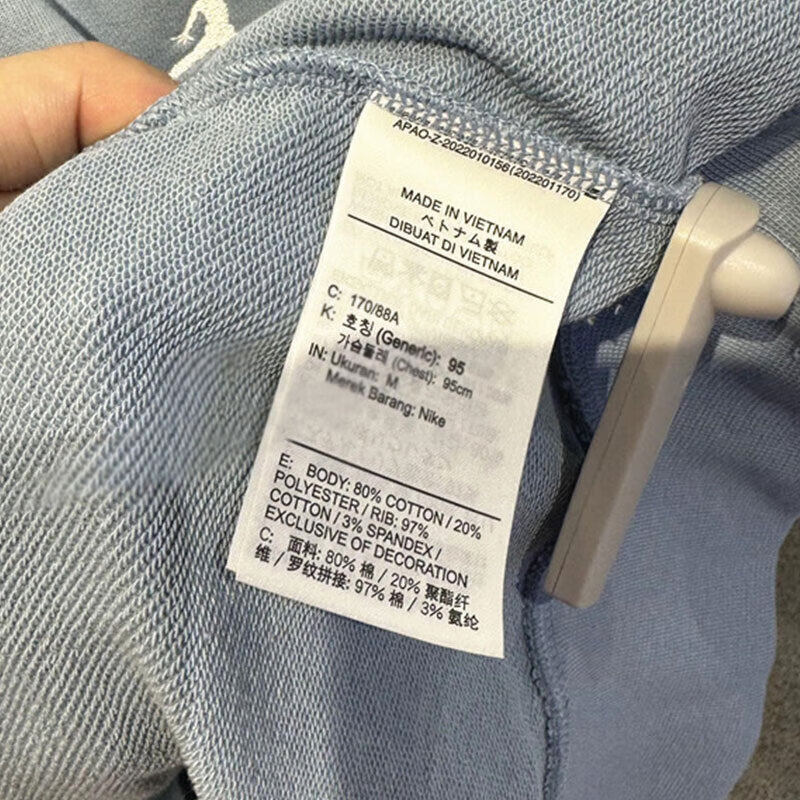 APAO-Z-2022010156(202201170)
MADE IN VIETNAM
ベトナム製
DIBUAT DI VIETNAM
C: 170/88A
K: 호칭 (Generic): 95
가슴둘레 (Chest): 95cm
IN: Ukuran: M
Merek Barang: Nike
E: BODY: 80% COTTON / 20%
POLYESTER / RIB: 97%
COTTON / 3% SPANDEX /
EXCLUSIVE OF DECORATION
C: 面料: 80% 棉 / 20% 聚酯纤
维 / 罗纹拼接: 97% 棉 / 3% 氨纶